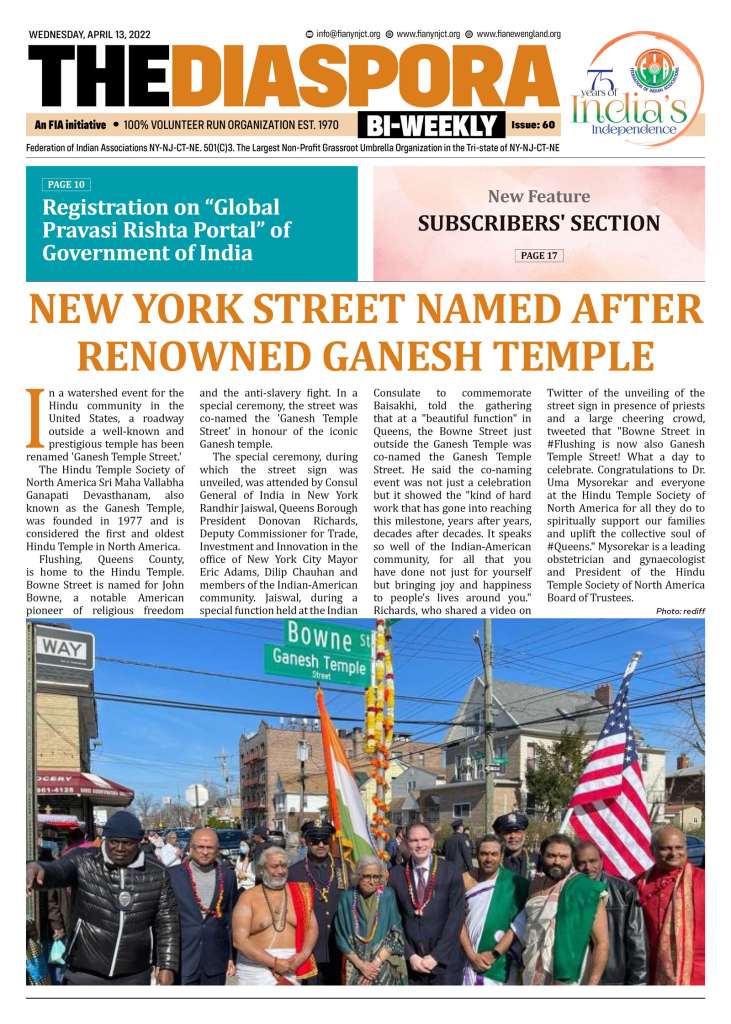 WEDNESDAY, APRIL 13, 2022
info@fianynjct.org www.fianynjct.org www.fianewengland.org
THEDIASPORA
An FIA initiative • 100% VOLUNTEER RUN ORGANIZATION EST. 1970
BI-WEEKLY
Issue: 60
75
years of
India's
Independence
FIA
Federation of Indian Associations NY-NJ-CT-NE. 501(C)3. The Largest Non-Profit Grassroot Umbrella Organization in the Tri-state of NY-NJ-CT-NE
PAGE 10
Registration on “Global
Pravasi Rishta Portal” of
Government of India
New Feature
SUBSCRIBERS' SECTION
PAGE 17
NEW YORK STREET NAMED AFTER
RENOWNED GANESH TEMPLE
In a watershed event for the
Hindu community in the
United States, a roadway
outside a well-known and
prestigious temple has been
renamed 'Ganesh Temple Street.'
The Hindu Temple Society of
North America Sri Maha Vallabha
Ganapati Devasthanam, also
known as the Ganesh Temple,
was founded in 1977 and is
considered the first and oldest
Hindu Temple in North America.
Flushing, Queens County,
is home to the Hindu Temple.
Bowne Street is named for John
Bowne, a notable American
pioneer of religious freedom
and the anti-slavery fight. In a
special ceremony, the street was
co-named the 'Ganesh Temple
Street' in honour of the iconic
Ganesh temple.
The special ceremony, during
which the street sign was
unveiled, was attended by Consul
General of India in New York
Randhir Jaiswal, Queens Borough
President Donovan Richards,
Deputy Commissioner for Trade,
Investment and Innovation in the
office of New York City Mayor
Eric Adams, Dilip Chauhan and
members of the Indian-American
community. Jaiswal, during a
special function held at the Indian
Consulate to commemorate
Baisakhi, told the gathering
that at a "beautiful function" in
Queens, the Bowne Street just
outside the Ganesh Temple was
co-named the Ganesh Temple
Street. He said the co-naming
event was not just a celebration
but it showed the "kind of hard
work that has gone into reaching
this milestone, years after years,
decades after decades. It speaks
so well of the Indian-American
community, for all that you
have done not just for yourself
but bringing joy and happiness
to people's lives around you."
Richards, who shared a video on
Twitter of the unveiling of the
street sign in presence of priests
and a large cheering crowd,
tweeted that "Bowne Street in
#Flushing is now also Ganesh
Temple Street! What a day to
celebrate. Congratulations to Dr.
Uma Mysorekar and everyone
at the Hindu Temple Society of
North America for all they do to
spiritually support our families
and uplift the collective soul of
#Queens." Mysorekar is a leading
obstetrician and gynaecologist
and President of the Hindu
Temple Society of North America
Board of Trustees.
Photo: rediff
WAY
Bowne St
Ganesh Temple
Street
CERY
961-4128